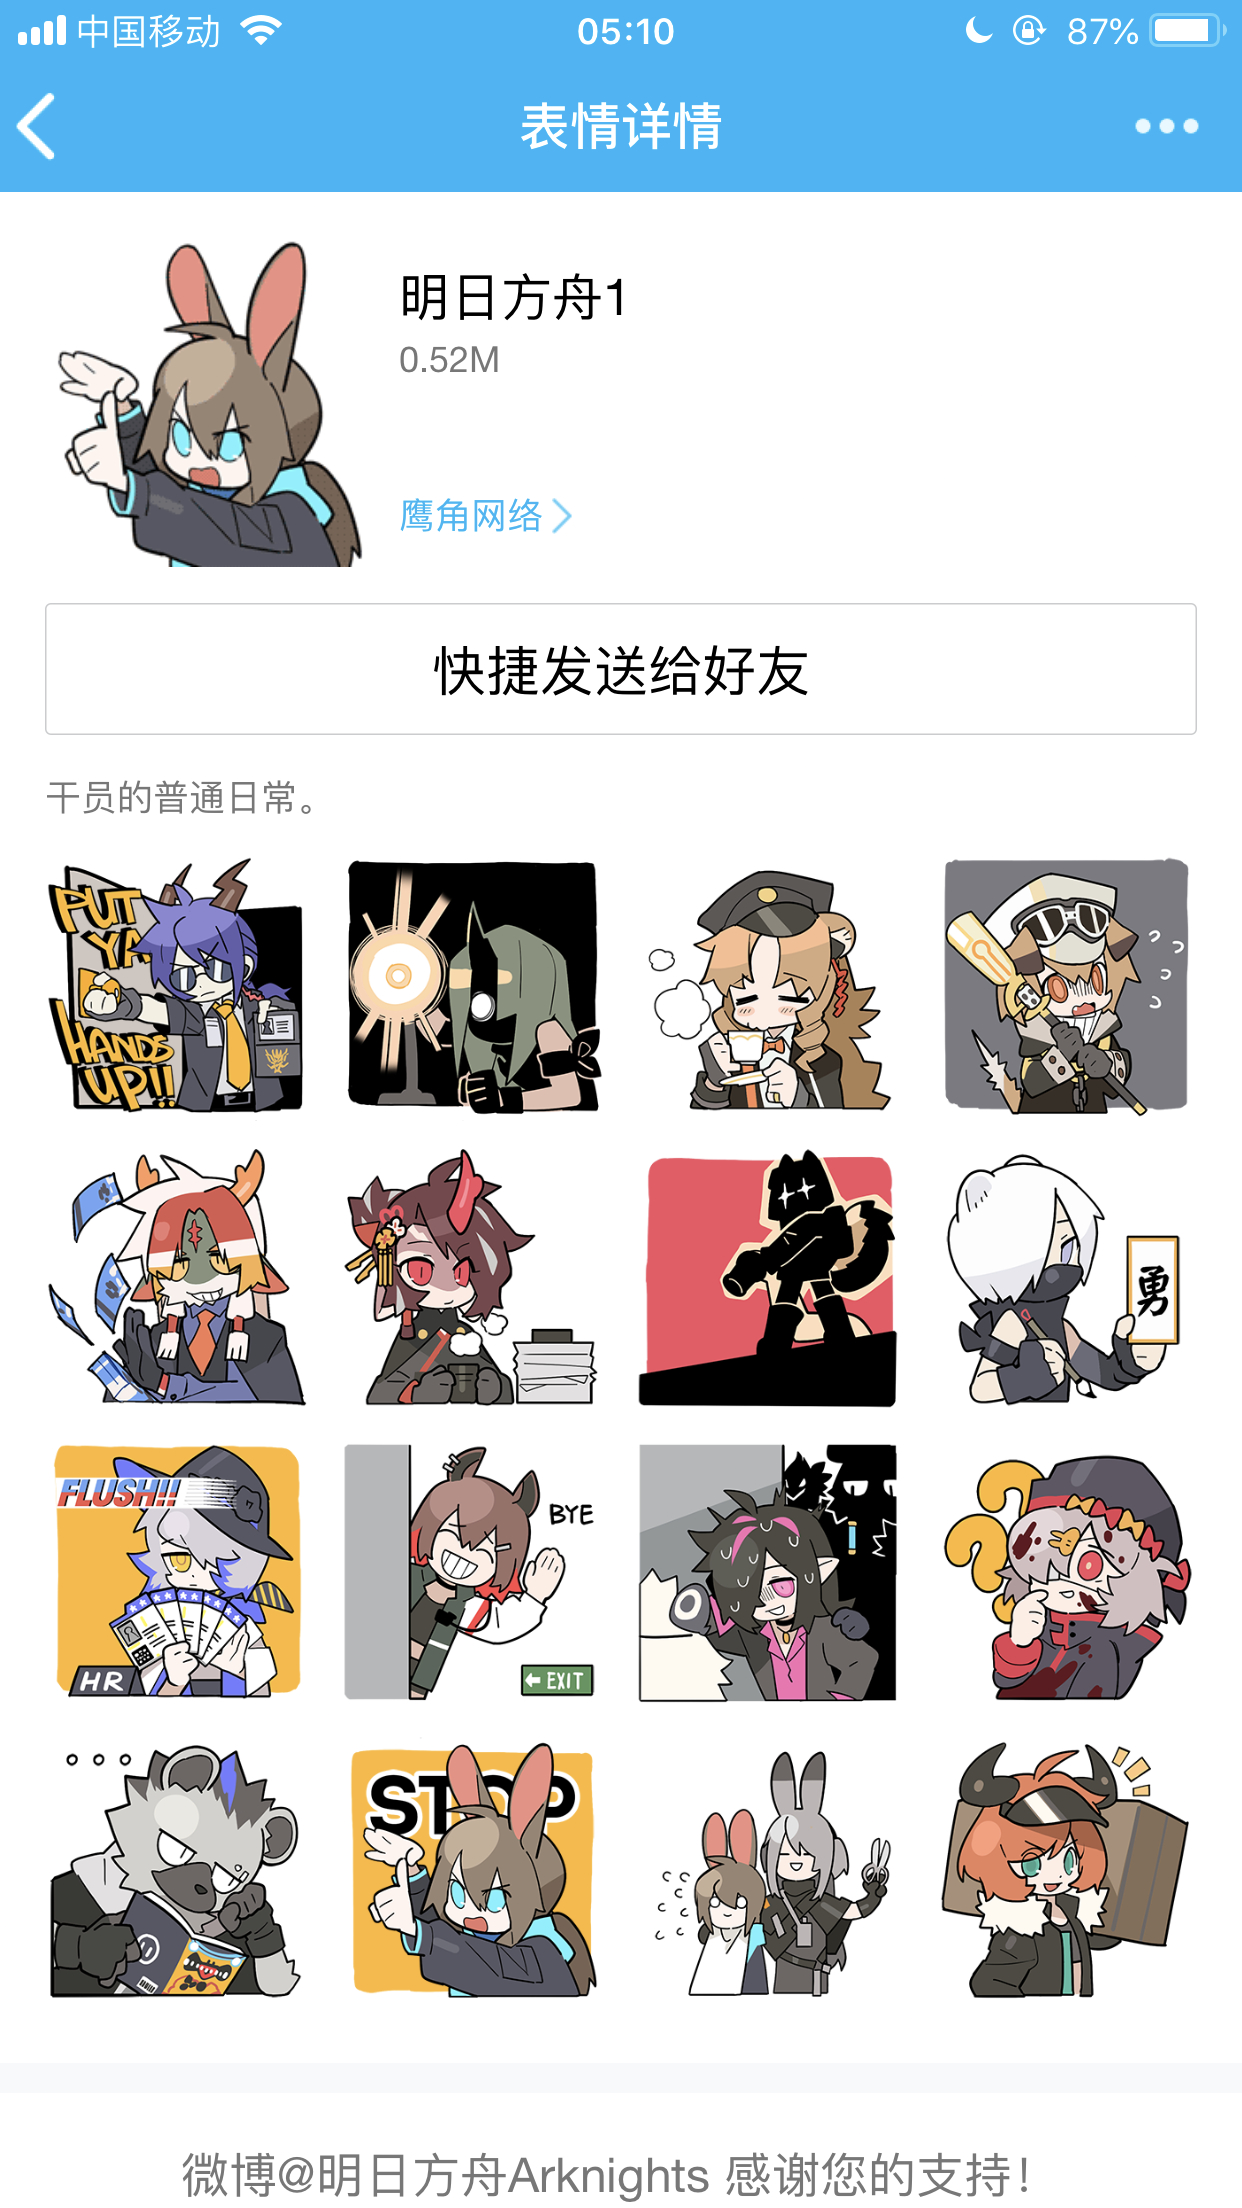 中国移动 05:10 87%
表情详情
明日方舟1
0.52M
鹰角网络
快捷发送给好友
干员的普通日常。
PUT
YA
HANDS
UP!!
勇
FLUSH!!
HR
BYE
EXIT
STOP
微博@明日方舟Arknights 感谢您的支持!